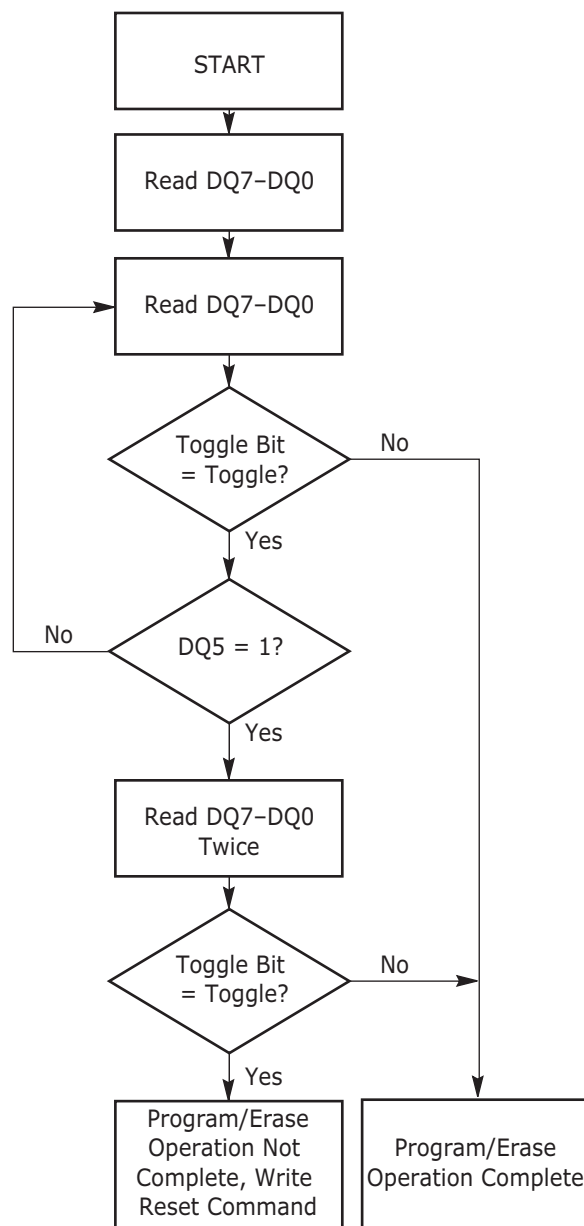 START
Read DQ7–DQ0
Read DQ7–DQ0
Toggle Bit
= Toggle?
No
Yes
No
DQ5 = 1?
Yes
Read DQ7–DQ0
Twice
Toggle Bit
= Toggle?
No
Yes
Program/Erase
Operation Not
Complete, Write
Reset Command
Program/Erase
Operation Complete